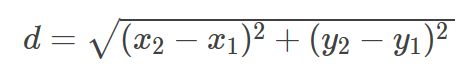 d = √(x₂ − x₁)² + (y₂ − y₁)²